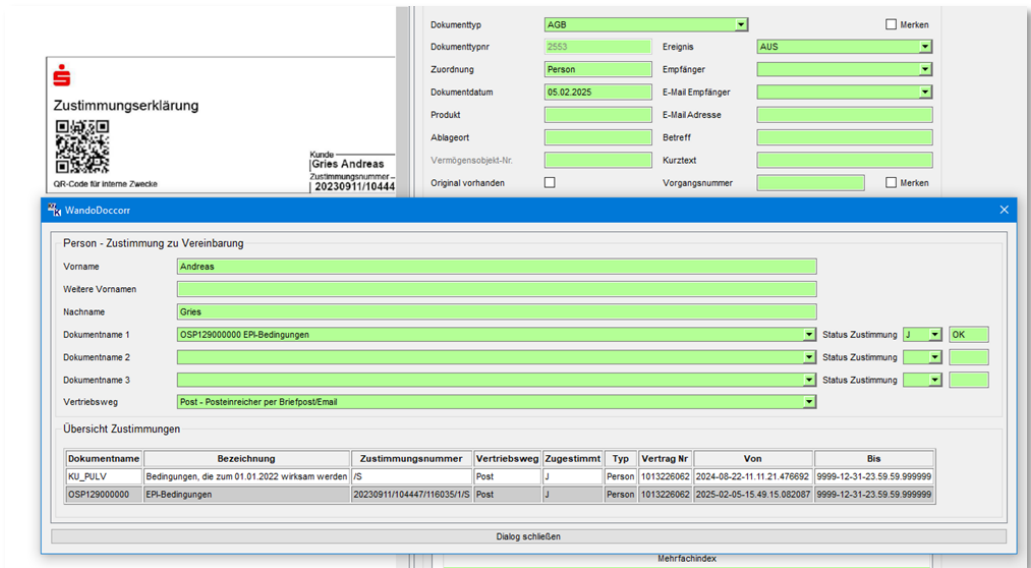 Dokumenttyp AGB Merken
Dokumenttypnr 2553 Ereignis AUS
Zuordnung Person Empfänger
Dokumentdatum 05.02.2025 E-Mail Empfänger
Produkt E-Mail Adresse
Ablageort Betreff
Vermögensobjekt-Nr. Kurztext
Original vorhanden Vorgangsnummer Merken
Zustimmungserklärung
QR-Code für interne Zwecke
Kunde
Gries Andreas
Zustimmungsnummer
20230911/10444
WandoDoccorr
Person - Zustimmung zu Vereinbarung
Vorname Andreas
Weitere Vornamen
Nachname Gries
Dokumentname 1 OSP129000000 EPI-Bedingungen Status Zustimmung J OK
Dokumentname 2 Status Zustimmung
Dokumentname 3 Status Zustimmung
Vertriebsweg Post - Posteinreicher per Briefpost/Email
Übersicht Zustimmungen
Dokumentname Bezeichnung Zustimmungsnummer Vertriebsweg Zugestimmt Typ Vertrag Nr Von Bis
KU_PULV Bedingungen, die zum 01.01.2022 wirksam werden /S Post J Person 1013226062 2024-08-22-11.11.21.476692 9999-12-31-23.59.59.999999
OSP129000000 EPI-Bedingungen 20230911/104447/116035/1/S Post J Person 1013226062 2025-02-05-15.49.15.082087 9999-12-31-23.59.59.999999
Dialog schließen
Mehrfachindex